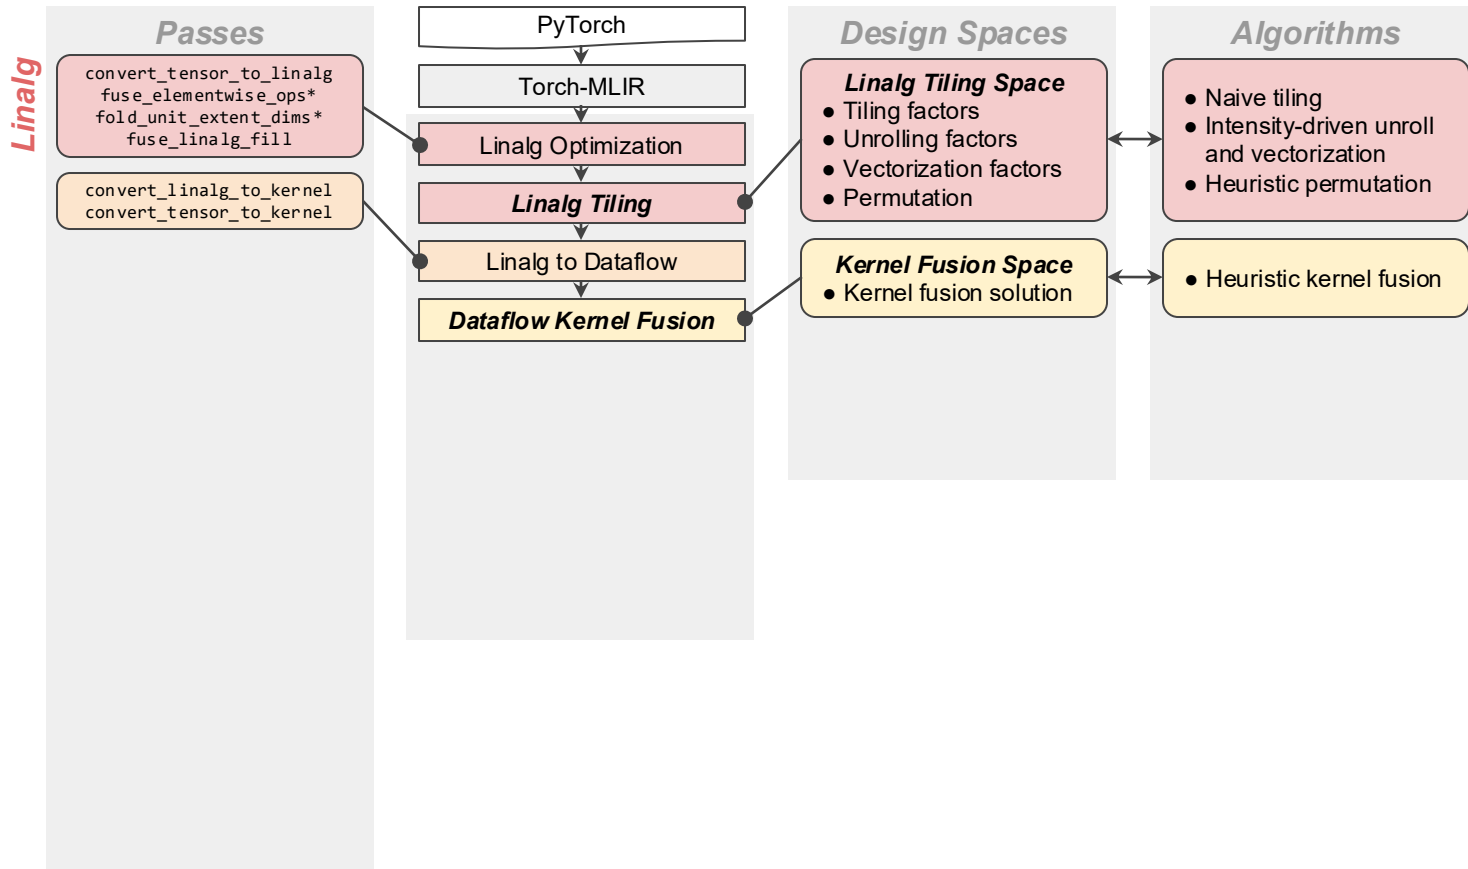 Linalg
Passes
convert_tensor_to_linalg
fuse_elementwise_ops*
fold_unit_extent_dims*
fuse_linalg_fill
convert_linalg_to_kernel
convert_tensor_to_kernel
PyTorch
Torch-MLIR
Linalg Optimization
Linalg Tiling
Linalg to Dataflow
Dataflow Kernel Fusion
Design Spaces
Linalg Tiling Space
● Tiling factors
● Unrolling factors
● Vectorization factors
● Permutation
Kernel Fusion Space
● Kernel fusion solution
Algorithms
● Naive tiling
● Intensity-driven unroll
and vectorization
● Heuristic permutation
● Heuristic kernel fusion